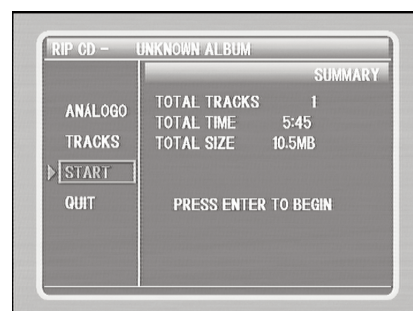 RIP CD - UNKNOWN ALBUM
SUMMARY
ANÁLOGO
TRACKS
START
QUIT
TOTAL TRACKS 1
TOTAL TIME 5:45
TOTAL SIZE 10.5MB
PRESS ENTER TO BEGIN